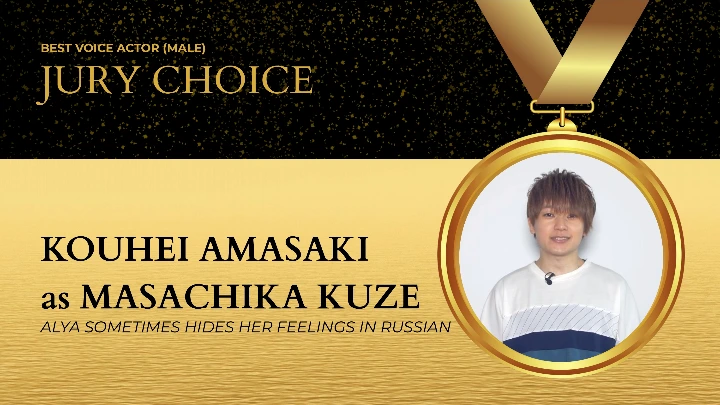 BEST VOICE ACTOR (MALE)
JURY CHOICE
KOUHEI AMASAKI
as MASACHIKA KUZE
ALYA SOMETIMES HIDES HER FEELINGS IN RUSSIAN